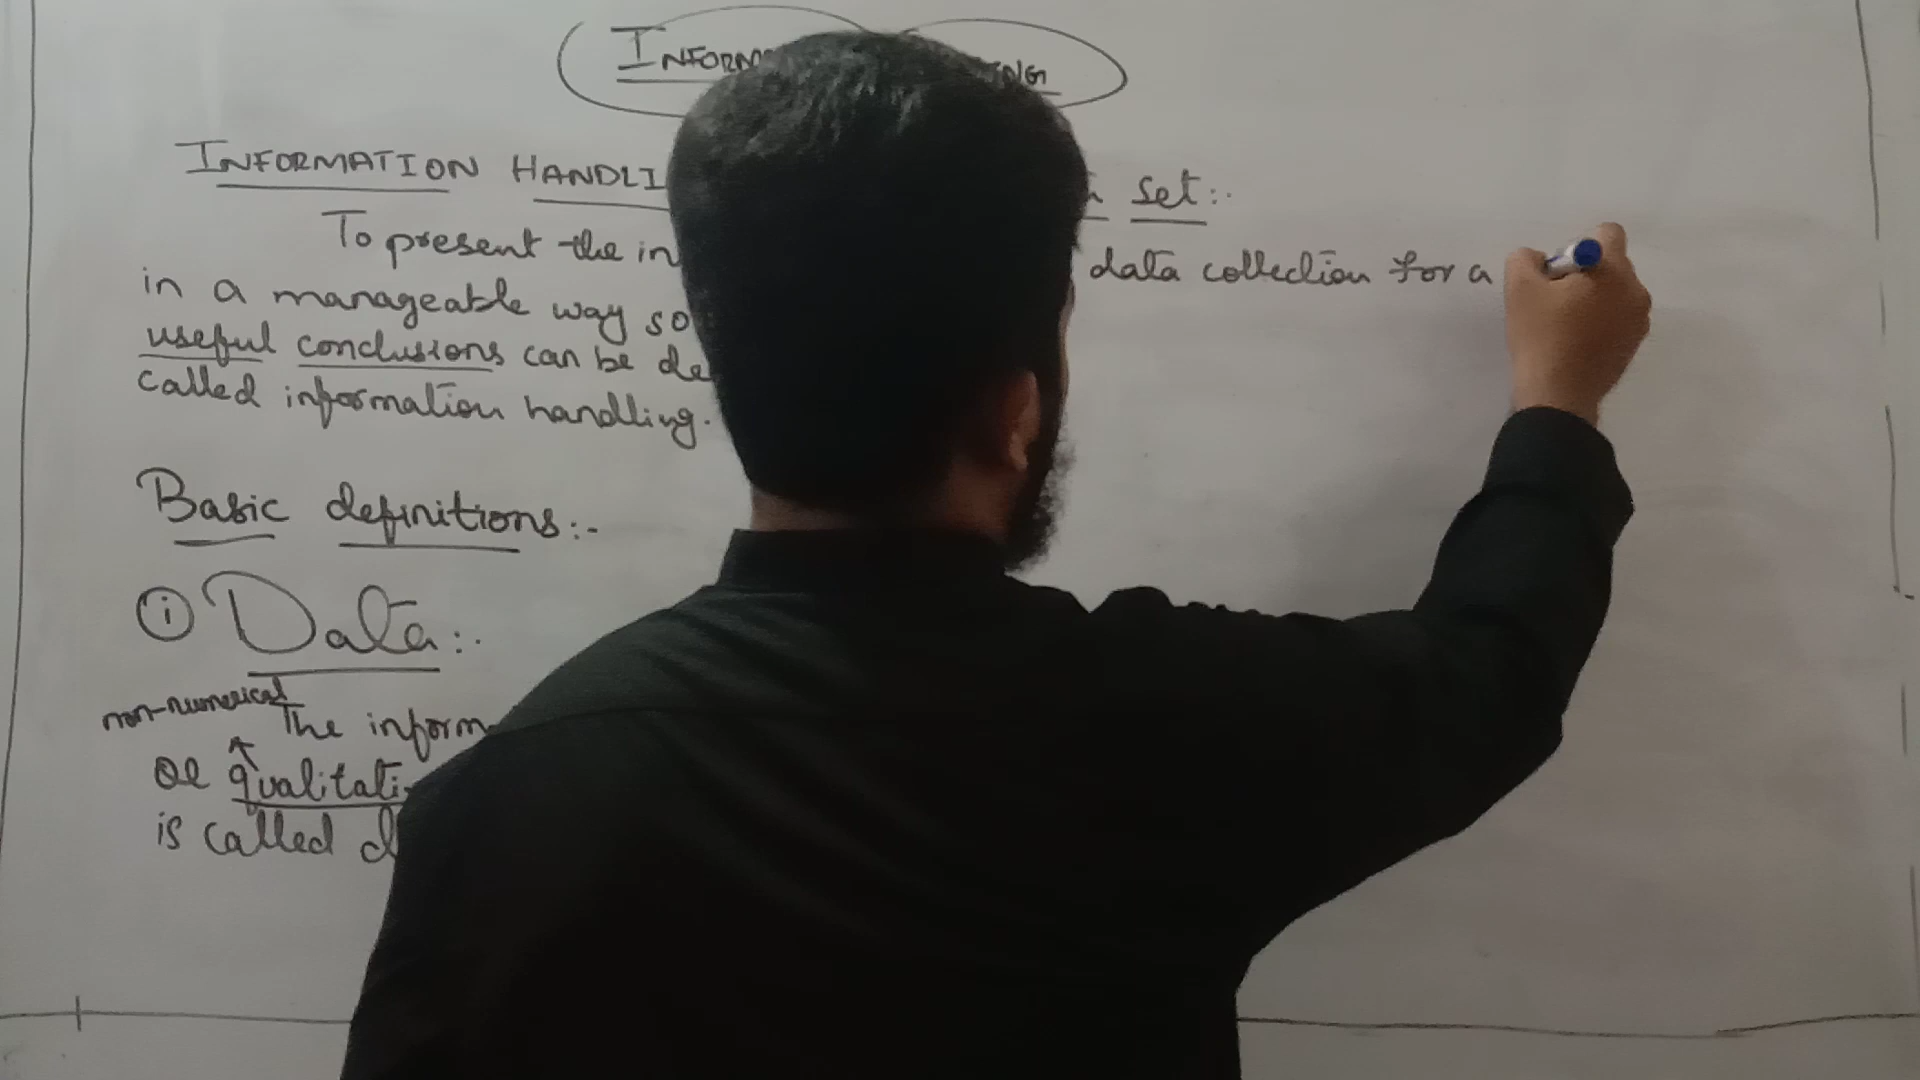 INFORM
INFORMATION HANDLI
To present the in
in a manageable way so
useful conclusions can be de
called information handling.
Basic definitions:-
i Data:-
non-numerical
The inform
or qualitati
is called d
set:-
data collection for a